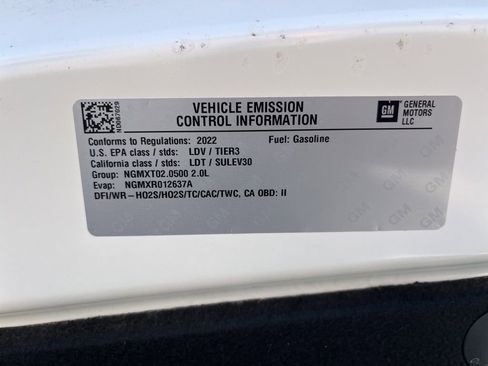 VEHICLE EMISSION
CONTROL INFORMATION
GM
GENERAL
MOTORS
LLC
Conforms to Regulations: 2022 Fuel: Gasoline
U.S. EPA class / stds: LDV / TIER3
California class / stds: LDT / SULEV30
Group: NGMXT02.0500 2.0L
Evap: NGMXR012637A
DFI/WR-HO2S/HO2S/TC/CAC/TWC, CA OBD: II